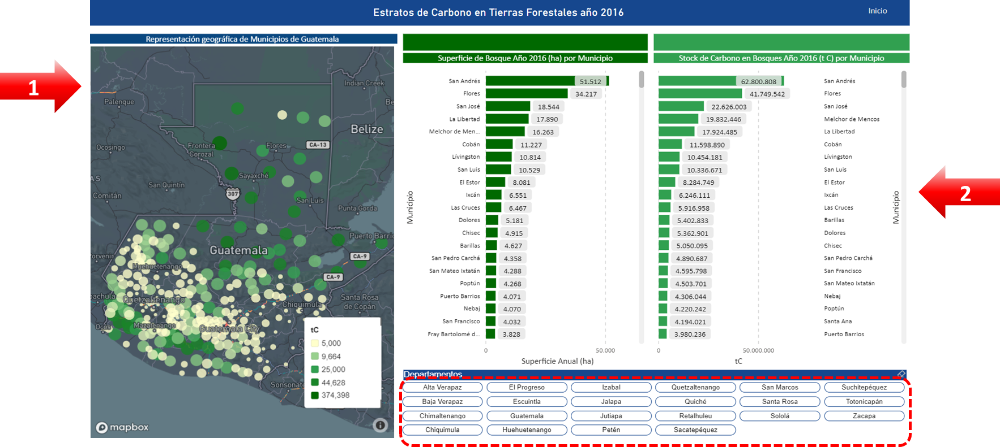 Estratos de Carbono en Tierras Forestales año 2016
Inicio
Representación geográfica de Municipios de Guatemala
1
Indian Creek
Palenque
Be
Belize
Ocosingo
Frontera
Corozal
Flores
CA-13
AS
Sayaxché
San Quintín
Comitán
307
San Luis
Punta Gorda
Puerto Barrio
Guatemala
orvenir
Huehuetenango
CA-9
CA-9
pachula
Quetzaltenango
Santa Rosa
de Copán
Chiquimula
Ocós
Mazatenango
Guatemala City
Sonsonate
tC
5,000
9,664
25,000
44,628
374,398
mapbox
Superficie de Bosque Año 2016 (ha) por Municipio
Municipio
San Andrés 51.512
Flores 34.217
San José 18.544
La Libertad 17.890
Melchor de Men... 16.263
Cobán 11.227
Lívingston 10.814
San Luis 10.529
El Estor 8.081
Ixcán 6.551
Las Cruces 6.467
Dolores 5.181
Chisec 4.915
Barillas 4.627
San Pedro Carchá 4.358
San Mateo Ixtatán 4.288
Poptún 4.268
Puerto Barrios 4.071
Nebaj 4.070
San Francisco 4.032
Fray Bartolomé d... 3.828
0 50.000
Superficie Anual (ha)
Stock de Carbono en Bosques Año 2016 (t C) por Municipio
62.800.808 San Andrés
41.749.542 Flores
22.626.003 San José
19.832.446 Melchor de Mencos
17.924.485 La Libertad
11.598.890 Cobán
10.454.181 Lívingston
10.336.671 San Luis
8.284.749 El Estor
6.246.111 Ixcán
5.916.958 Las Cruces
5.402.833 Barillas
5.362.901 Dolores
5.050.095 Chisec
4.890.687 San Pedro Carchá
4.595.798 San Francisco
4.503.701 San Mateo Ixtatán
4.306.044 Nebaj
4.220.242 Poptún
4.194.021 Santa Ana
3.980.236 Puerto Barrios
0 50.000.000
tC
Municipio
2
Departamentos
Alta Verapaz El Progreso Izabal Quetzaltenango San Marcos Suchitepéquez
Baja Verapaz Escuintla Jalapa Quiché Santa Rosa Totonicapán
Chimaltenango Guatemala Jutiapa Retalhuleu Sololá Zacapa
Chiquimula Huehuetenango Petén Sacatepéquez